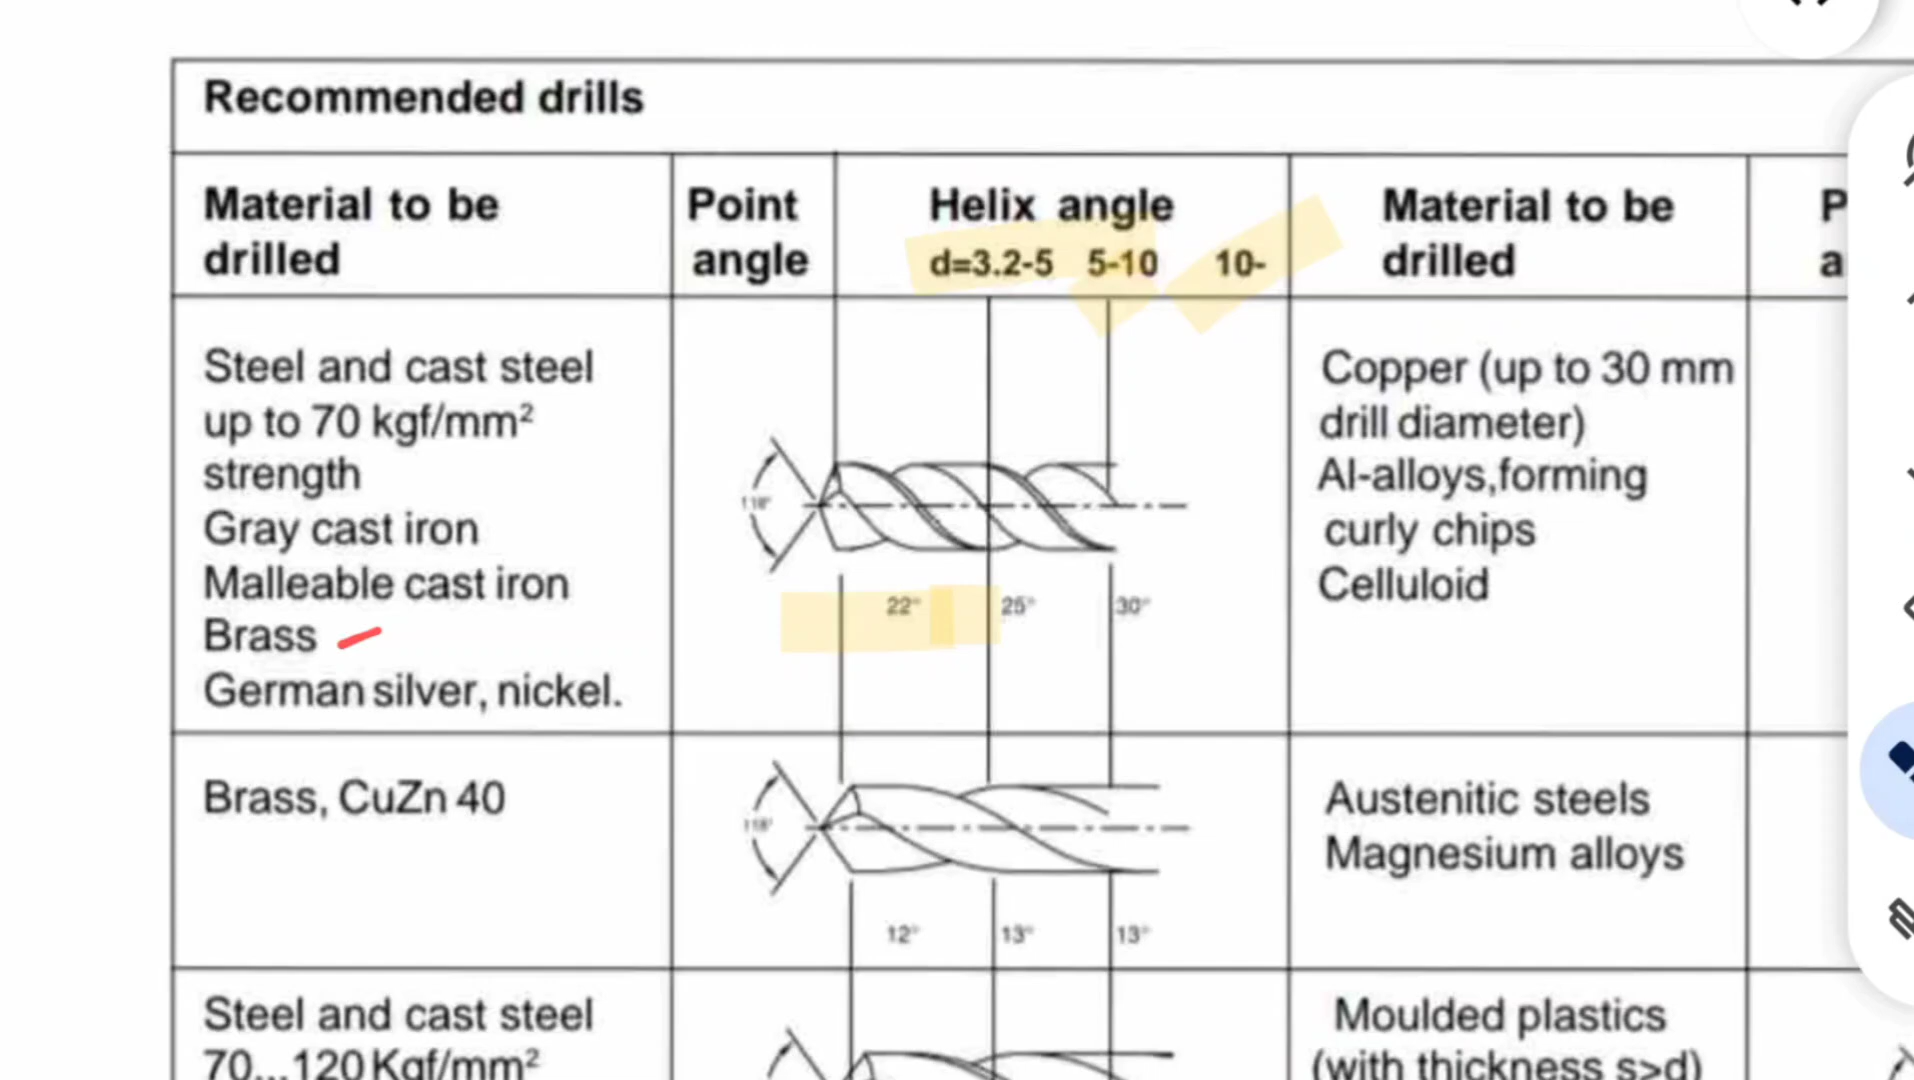 Recommended drills
Material to be drilled
Point angle
Helix angle
d=3.2-5 5-10 10-
Material to be drilled
P
a
Steel and cast steel
up to 70 kgf/mm²
strength
Gray cast iron
Malleable cast iron
Brass
German silver, nickel.
118°
22° 25° 30°
Copper (up to 30 mm
drill diameter)
Al-alloys,forming
curly chips
Celluloid
Brass, CuZn 40
118°
12° 13° 13°
Austenitic steels
Magnesium alloys
Steel and cast steel
70...120 Kgf/mm²
Moulded plastics
(with thickness s>d)